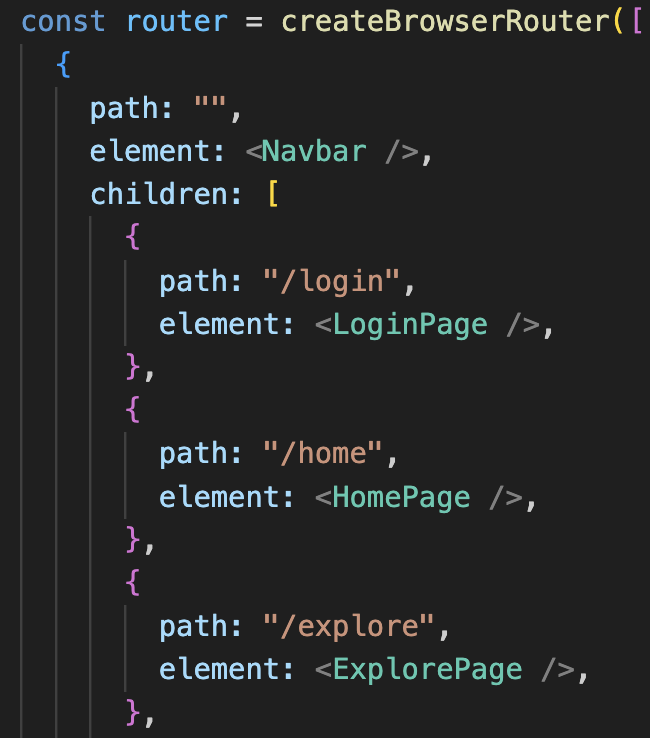 const router = createBrowserRouter([
{
path: "",
element: <Navbar />,
children: [
{
path: "/login",
element: <LoginPage />,
},
{
path: "/home",
element: <HomePage />,
},
{
path: "/explore",
element: <ExplorePage />,
},